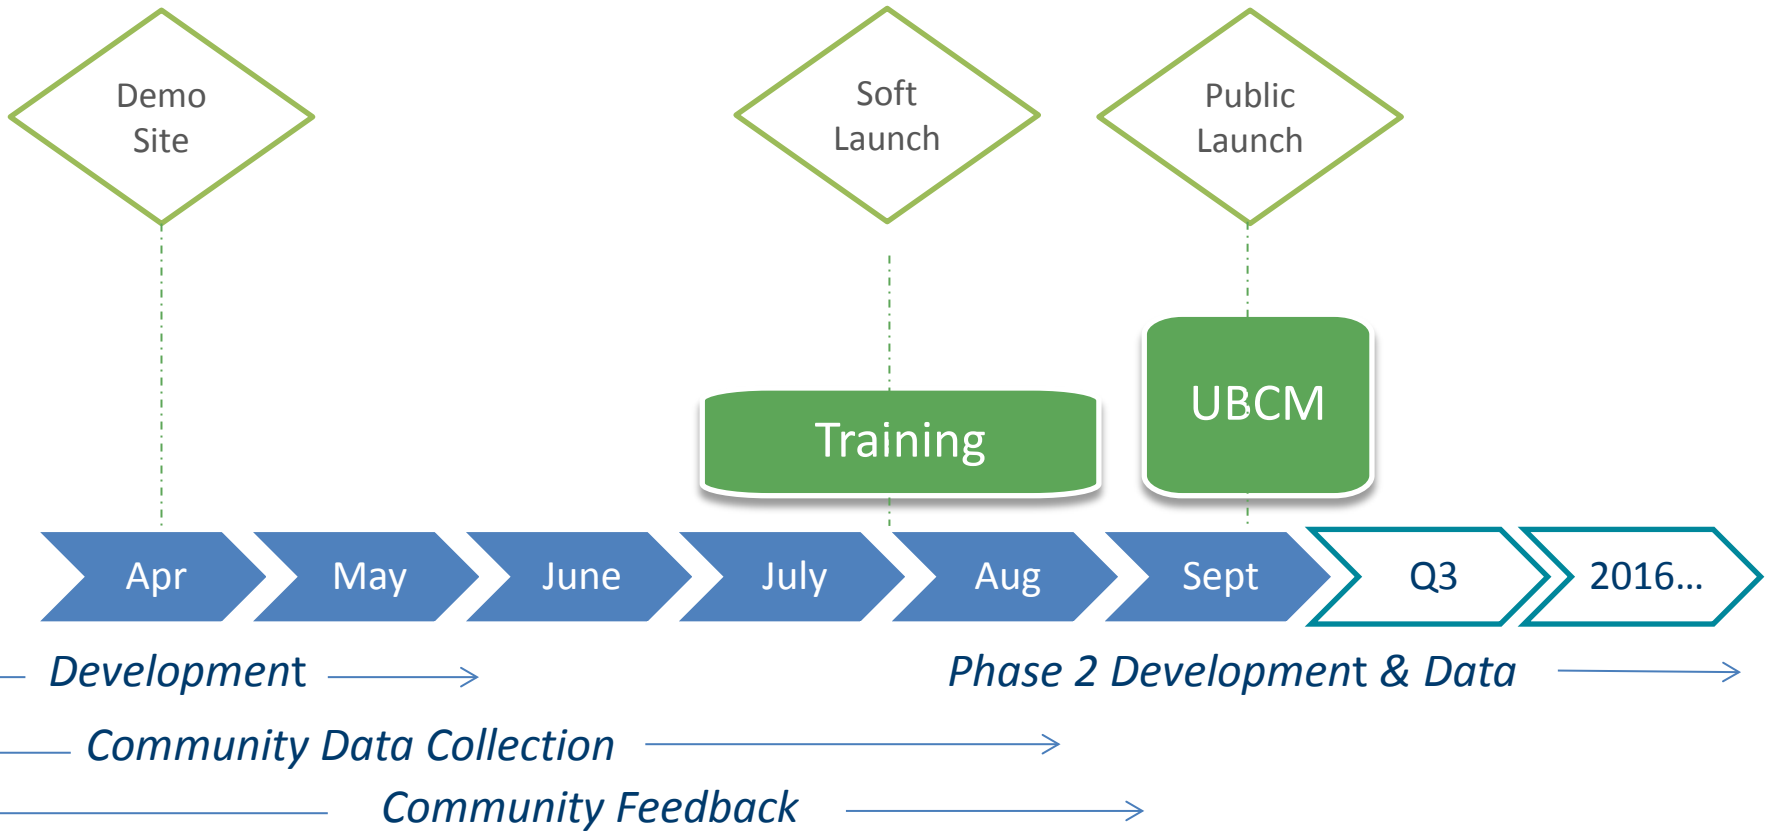 Demo
Site
Soft
Launch
Public
Launch
UBCM
Training
Apr
May
June
July
Aug
Sept
Q3
2016...
Development
Phase 2 Development & Data
Community Data Collection
Community Feedback